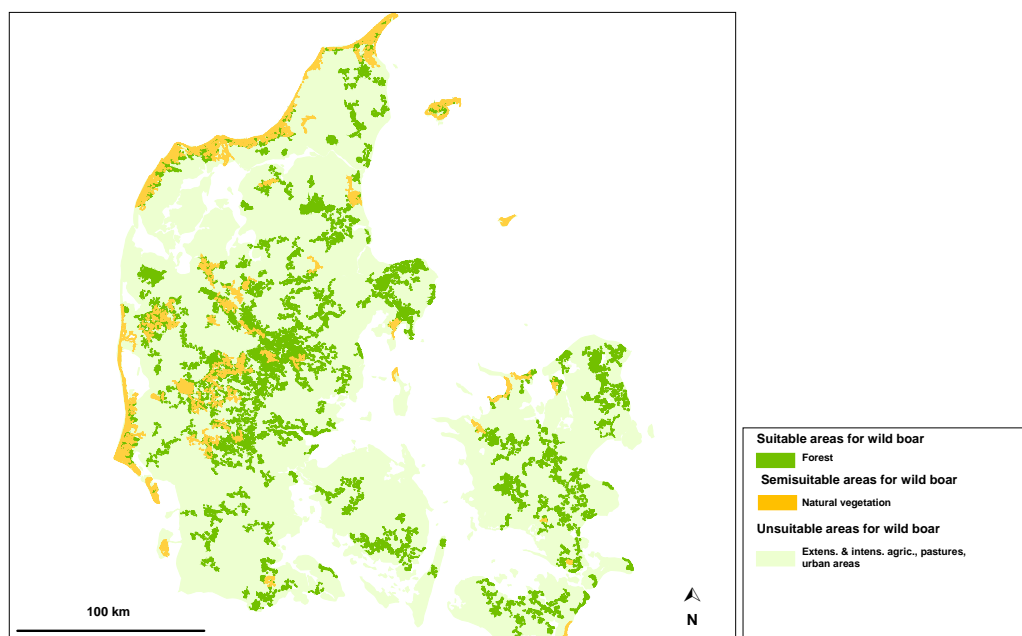 100 km
N
Suitable areas for wild boar
Forest
Semisuitable areas for wild boar
Natural vegetation
Unsuitable areas for wild boar
Extens. & intens. agric., pastures,
urban areas